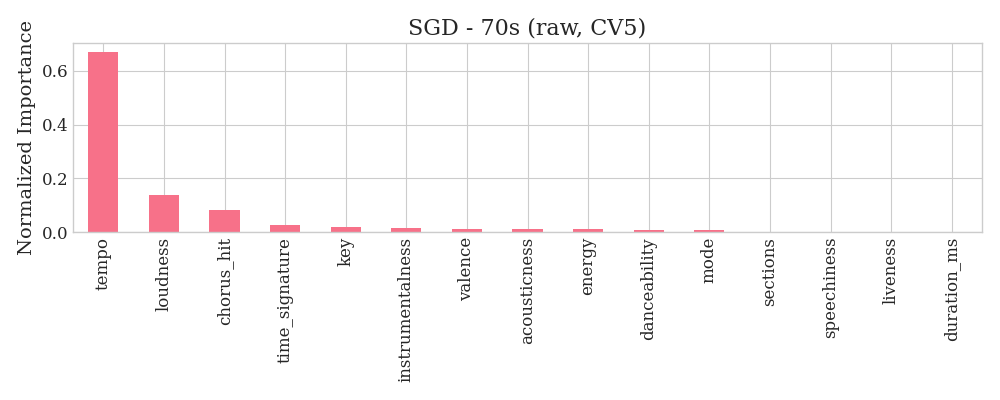 SGD - 70s (raw, CV5)
Normalized Importance
0.6
0.4
0.2
0.0
tempo
loudness
chorus_hit
time_signature
key
instrumentalness
valence
acousticness
energy
danceability
mode
sections
speechiness
liveness
duration_ms